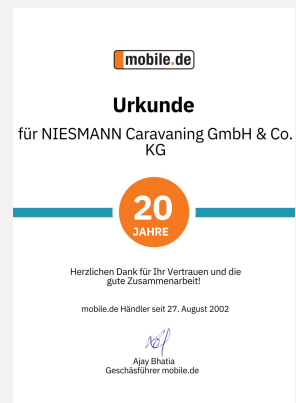 mobile.de
Urkunde
für NIESMANN Caravaning GmbH & Co.
KG
20
JAHRE
Herzlichen Dank für Ihr Vertrauen und die
gute Zusammenarbeit!
mobile.de Händler seit 27. August 2002
Ajay Bhatia
Geschäsführer mobile.de